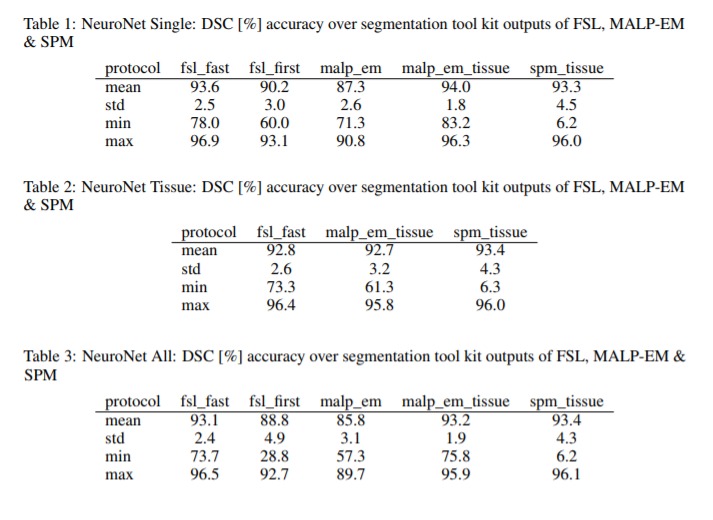 Table 1: NeuroNet Single: DSC [%] accuracy over segmentation tool kit outputs of FSL, MALP-EM
& SPM
protocol fsl_fast fsl_first malp_em malp_em_tissue spm_tissue
mean 93.6 90.2 87.3 94.0 93.3
std 2.5 3.0 2.6 1.8 4.5
min 78.0 60.0 71.3 83.2 6.2
max 96.9 93.1 90.8 96.3 96.0
Table 2: NeuroNet Tissue: DSC [%] accuracy over segmentation tool kit outputs of FSL, MALP-EM
& SPM
protocol fsl_fast malp_em_tissue spm_tissue
mean 92.8 92.7 93.4
std 2.6 3.2 4.3
min 73.3 61.3 6.3
max 96.4 95.8 96.0
Table 3: NeuroNet All: DSC [%] accuracy over segmentation tool kit outputs of FSL, MALP-EM &
SPM
protocol fsl_fast fsl_first malp_em malp_em_tissue spm_tissue
mean 93.1 88.8 85.8 93.2 93.4
std 2.4 4.9 3.1 1.9 4.3
min 73.7 28.8 57.3 75.8 6.2
max 96.5 92.7 89.7 95.9 96.1